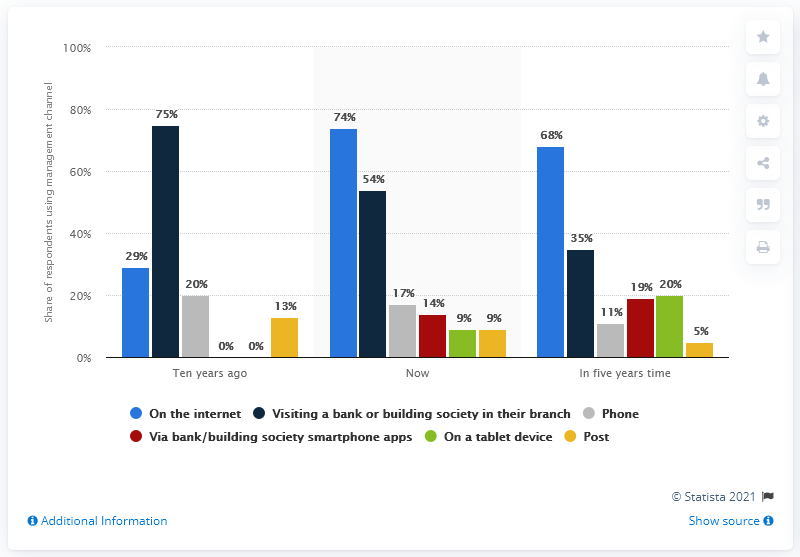 100%
80%
60%
40%
20%
0%
Share of respondents using management channel
29%
75%
20%
0%
0%
13%
74%
54%
17%
14%
9%
9%
68%
35%
11%
19%
20%
5%
Ten years ago
Now
In five years time
On the internet
Visiting a bank or building society in their branch
Phone
Via bank/building society smartphone apps
On a tablet device
Post
© Statista 2021
Additional Information
Show source